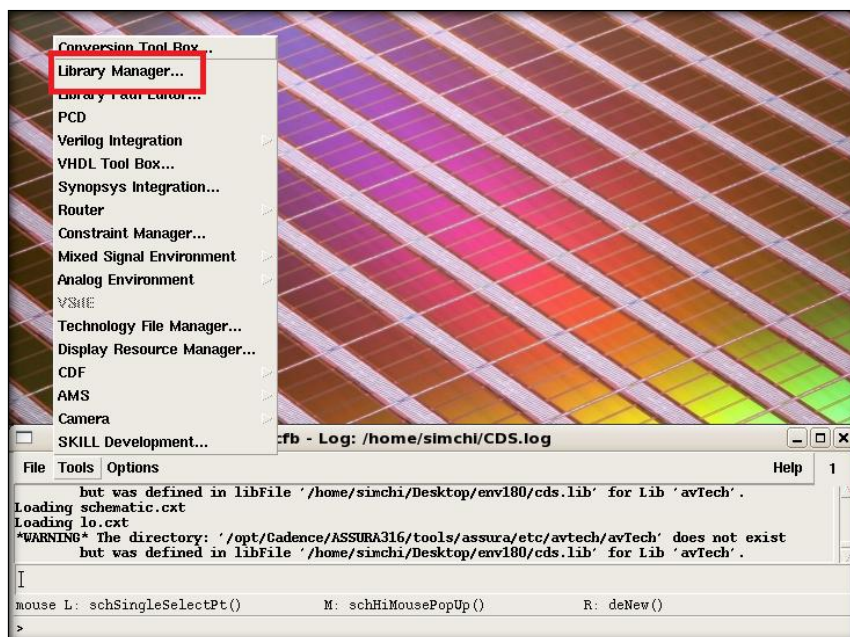 Conversion Tool Box...
Library Manager...
Library Path Editor...
PCD
Verilog Integration
VHDL Tool Box...
Synopsys Integration...
Router
Constraint Manager...
Mixed Signal Environment
Analog Environment
VSdE
Technology File Manager...
Display Resource Manager...
CDF
AMS
Camera
SKILL Development...
cfb - Log: /home/simchi/CDS.log
File Tools Options Help 1
but was defined in libFile '/home/simchi/Desktop/env180/cds.lib' for Lib 'avTech'.
Loading schematic.cxt
Loading lo.cxt
*WARNING* The directory: '/opt/Cadence/ASSURA316/tools/assura/etc/avtech/avTech' does not exist
but was defined in libFile '/home/simchi/Desktop/env180/cds.lib' for Lib 'avTech'.
mouse L: schSingleSelectPt() M: schHiMousePopUp() R: deNew()
>